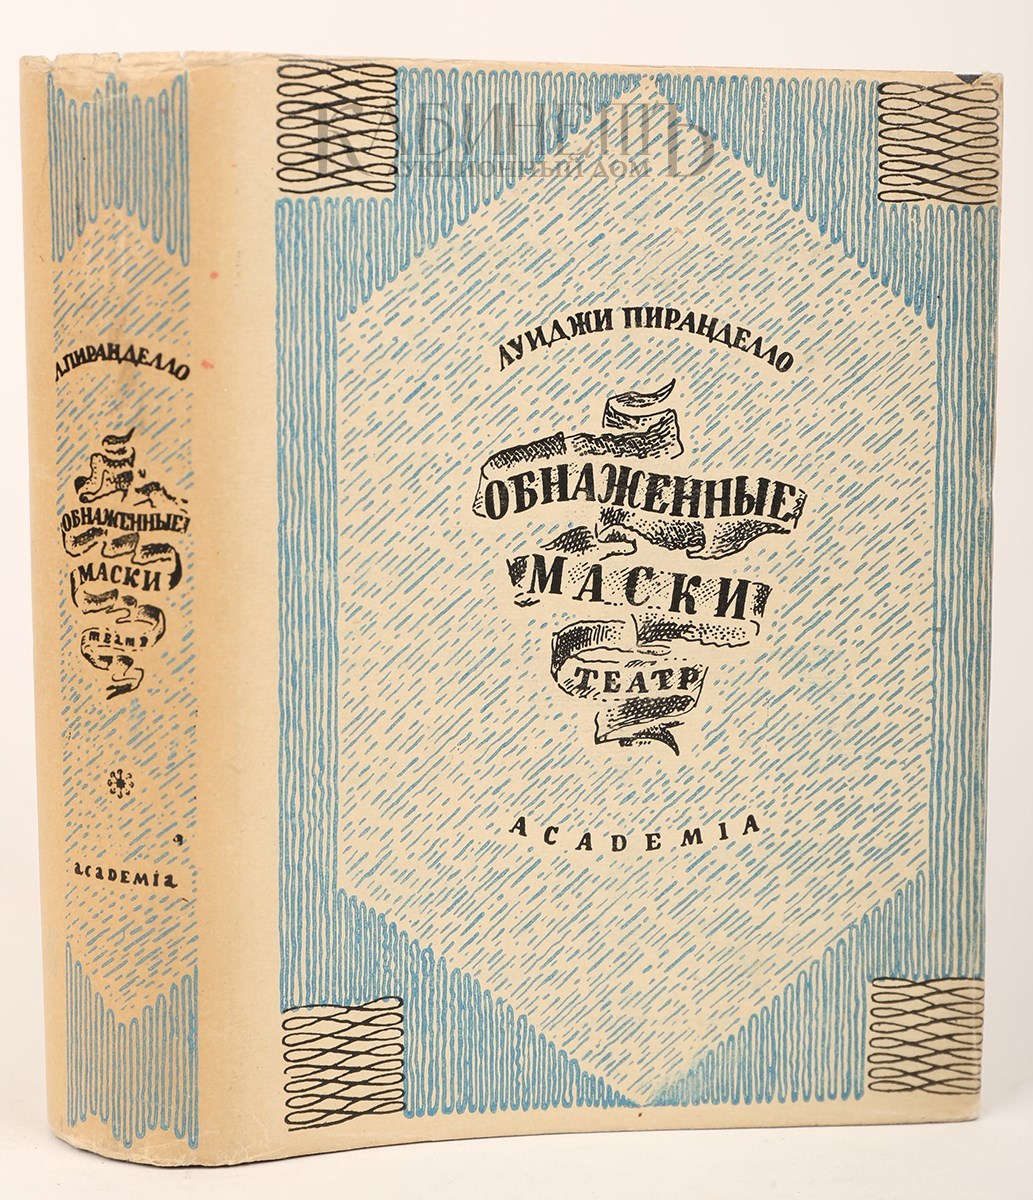 КАБИНЕТЪ
АУКЦИОННЫЙ ДОМ
ЛУИДЖИ ПИРАНДЕЛЛО
ОБНАЖЕННЫЕ
МАСКИ
ТЕАТР
ACADEMIA
Л.ПИРАНДЕЛЛО
ОБНАЖЕННЫЕ
МАСКИ
ТЕАТР
ACADEMIA